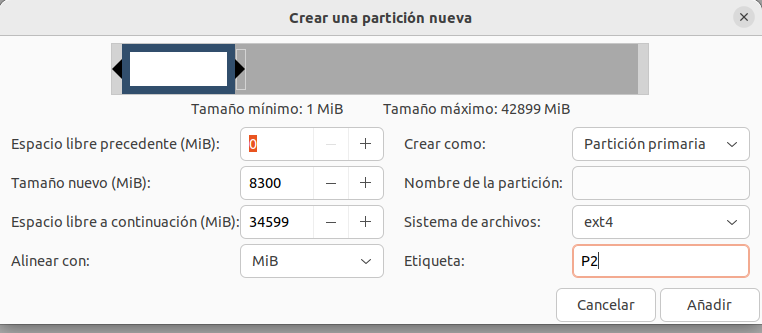 Crear una partición nueva
Tamaño mínimo: 1 MiB Tamaño máximo: 42899 MiB
Espacio libre precedente (MiB): 0 Crear como: Partición primaria
Tamaño nuevo (MiB): 8300 Nombre de la partición:
Espacio libre a continuación (MiB): 34599 Sistema de archivos: ext4
Alinear con: MiB Etiqueta: P2
Cancelar Añadir